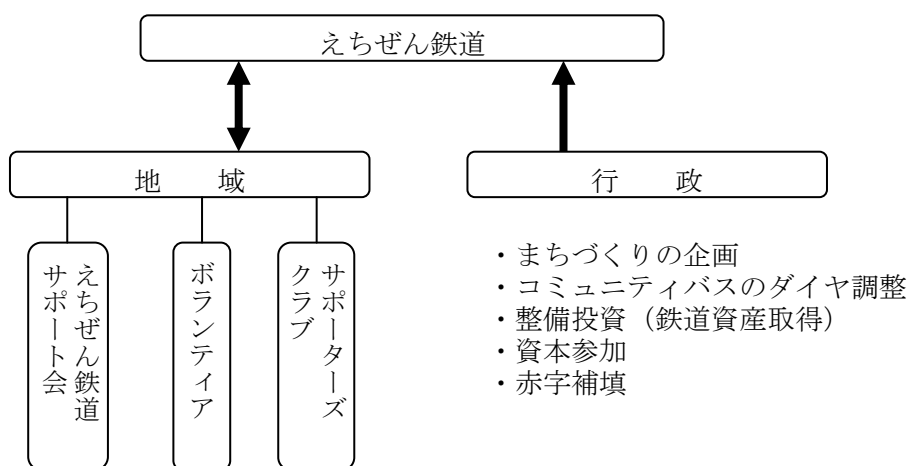 えちぜん鉄道
地　域
行　政
えちぜん鉄道
サポート会
ボランティア
サポーターズ
クラブ
・まちづくりの企画
・コミュニティバスのダイヤ調整
・整備投資（鉄道資産取得）
・資本参加
・赤字補填